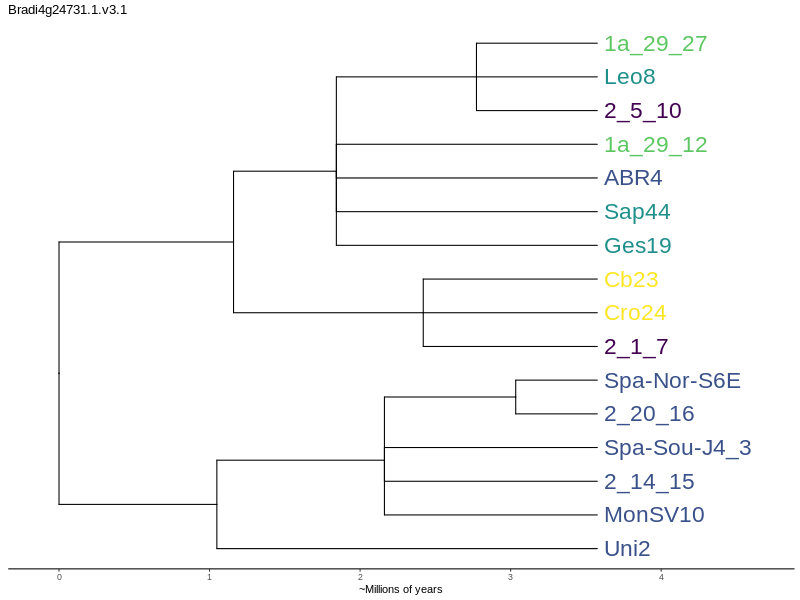 Bradi4g24731.1.v3.1
1a_29_27
Leo8
2_5_10
1a_29_12
ABR4
Sap44
Ges19
Cb23
Cro24
2_1_7
Spa-Nor-S6E
2_20_16
Spa-Sou-J4_3
2_14_15
MonSV10
Uni2
0 1 2 3 4
~Millions of years